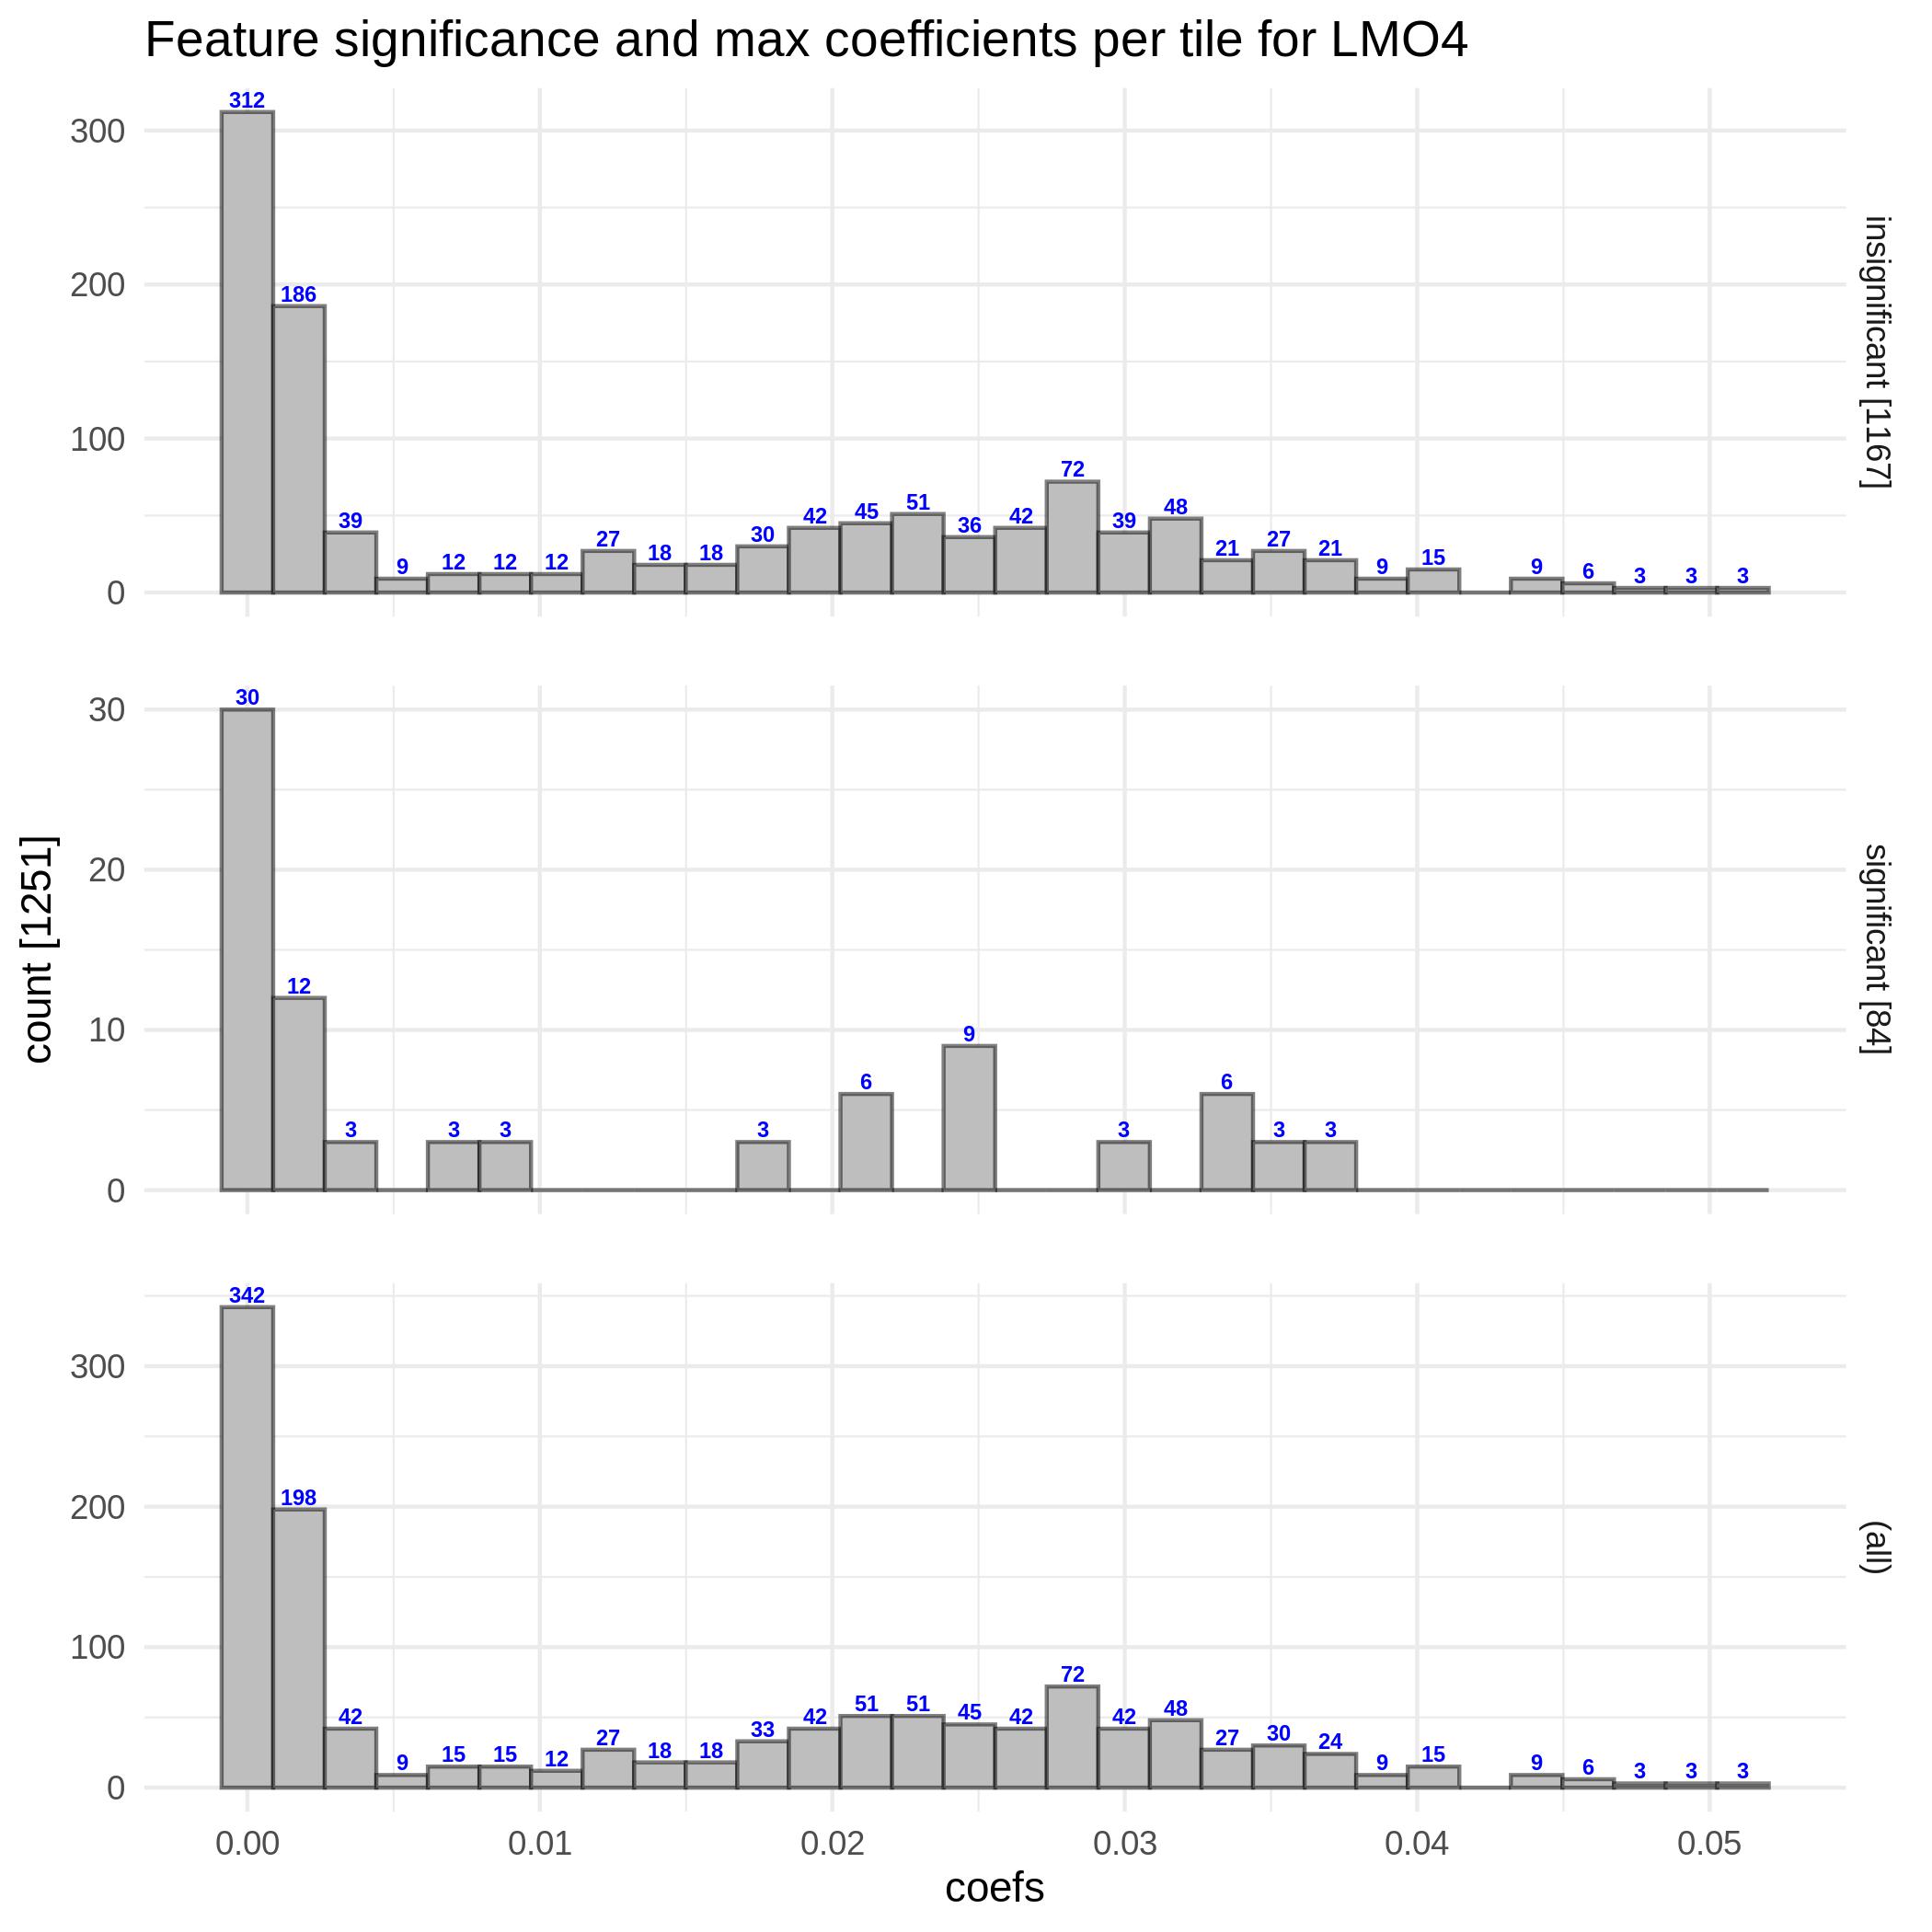 Feature significance and max coefficients per tile for LMO4
312
300
insignificant [1167]
200
186
100
72
39 9 12 12 12 27 18 18 30 42 45 51 36 42 39 48 21 27 21 9 15 9 6 3 3 3
0
30
30
significant [84]
20
12
10
9
3 3 3 3 6 3 6 3 3
0
count [1251]
342
300
(all)
200
198
100
72
42 9 15 15 12 27 18 18 33 42 51 51 45 42 42 48 27 30 24 9 15 9 6 3 3 3
0
0.00 0.01 0.02 0.03 0.04 0.05
coefs